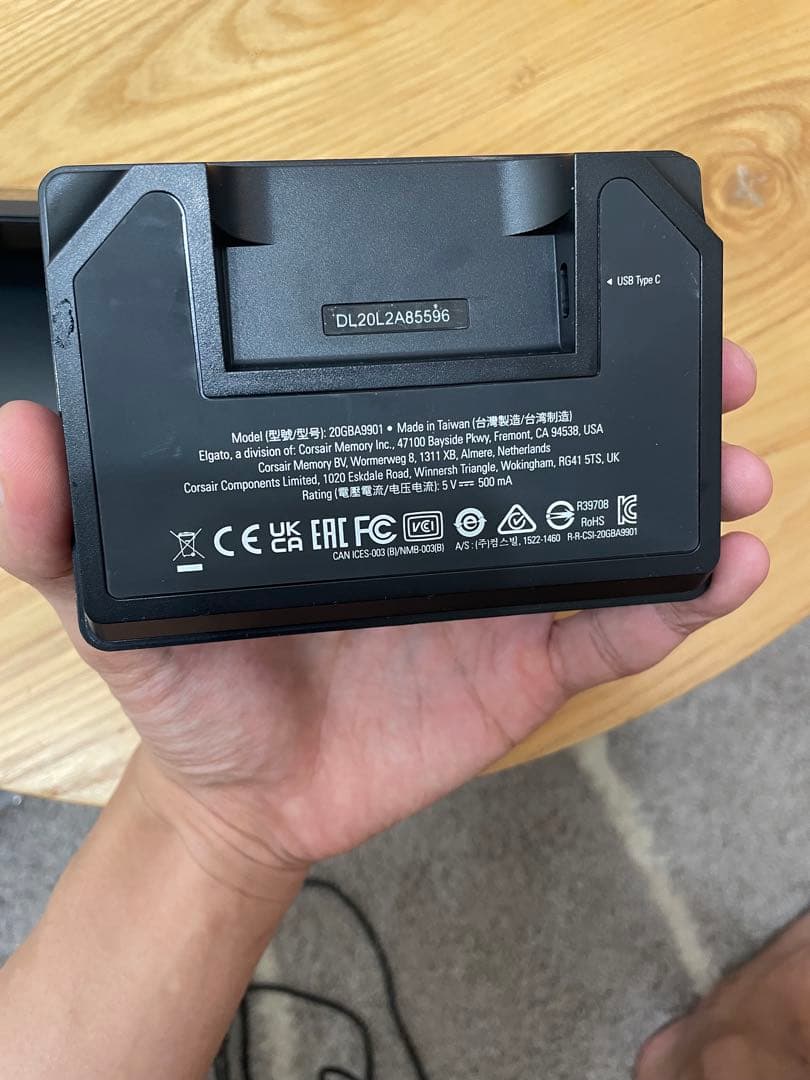 ◂ USB Type C
DL20L2A85596
Model (型號/型号): 20GBA9901 • Made in Taiwan (台灣製造/台湾制造)
Elgato, a division of: Corsair Memory Inc., 47100 Bayside Pkwy, Fremont, CA 94538, USA
Corsair Memory BV, Wormerweg 8, 1311 XB, Almere, Netherlands
Corsair Components Limited, 1020 Eskdale Road, Winnersh Triangle, Wokingham, RG41 5TS, UK
Rating (電壓電流/电压电流): 5 V⎓ 500 mA
CE UK CA EAC FC VCI R39708 RoHS
CAN ICES-003 (B)/NMB-003(B) A/S : (주)컴스빌, 1522-1460 R-R-CSI-20GBA9901